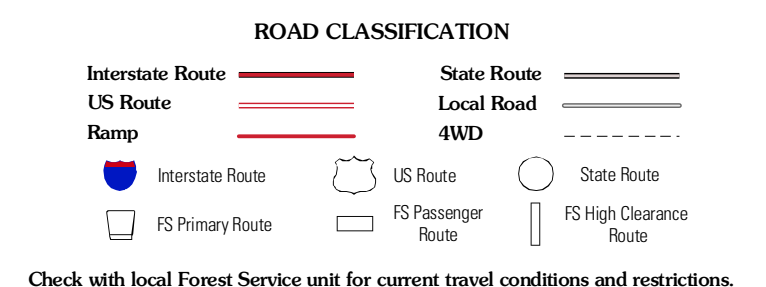 ROAD CLASSIFICATION
Interstate Route
State Route
US Route
Local Road
Ramp
4WD
Interstate Route
US Route
State Route
FS Primary Route
FS Passenger
Route
FS High Clearance
Route
Check with local Forest Service unit for current travel conditions and restrictions.